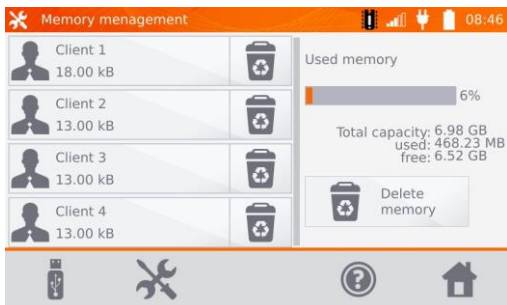 Memory menagement
08:46
Client 1
18.00 kB
Client 2
13.00 kB
Client 3
13.00 kB
Client 4
13.00 kB
Used memory
6%
Total capacity: 6.98 GB
used: 468.23 MB
free: 6.52 GB
Delete
memory